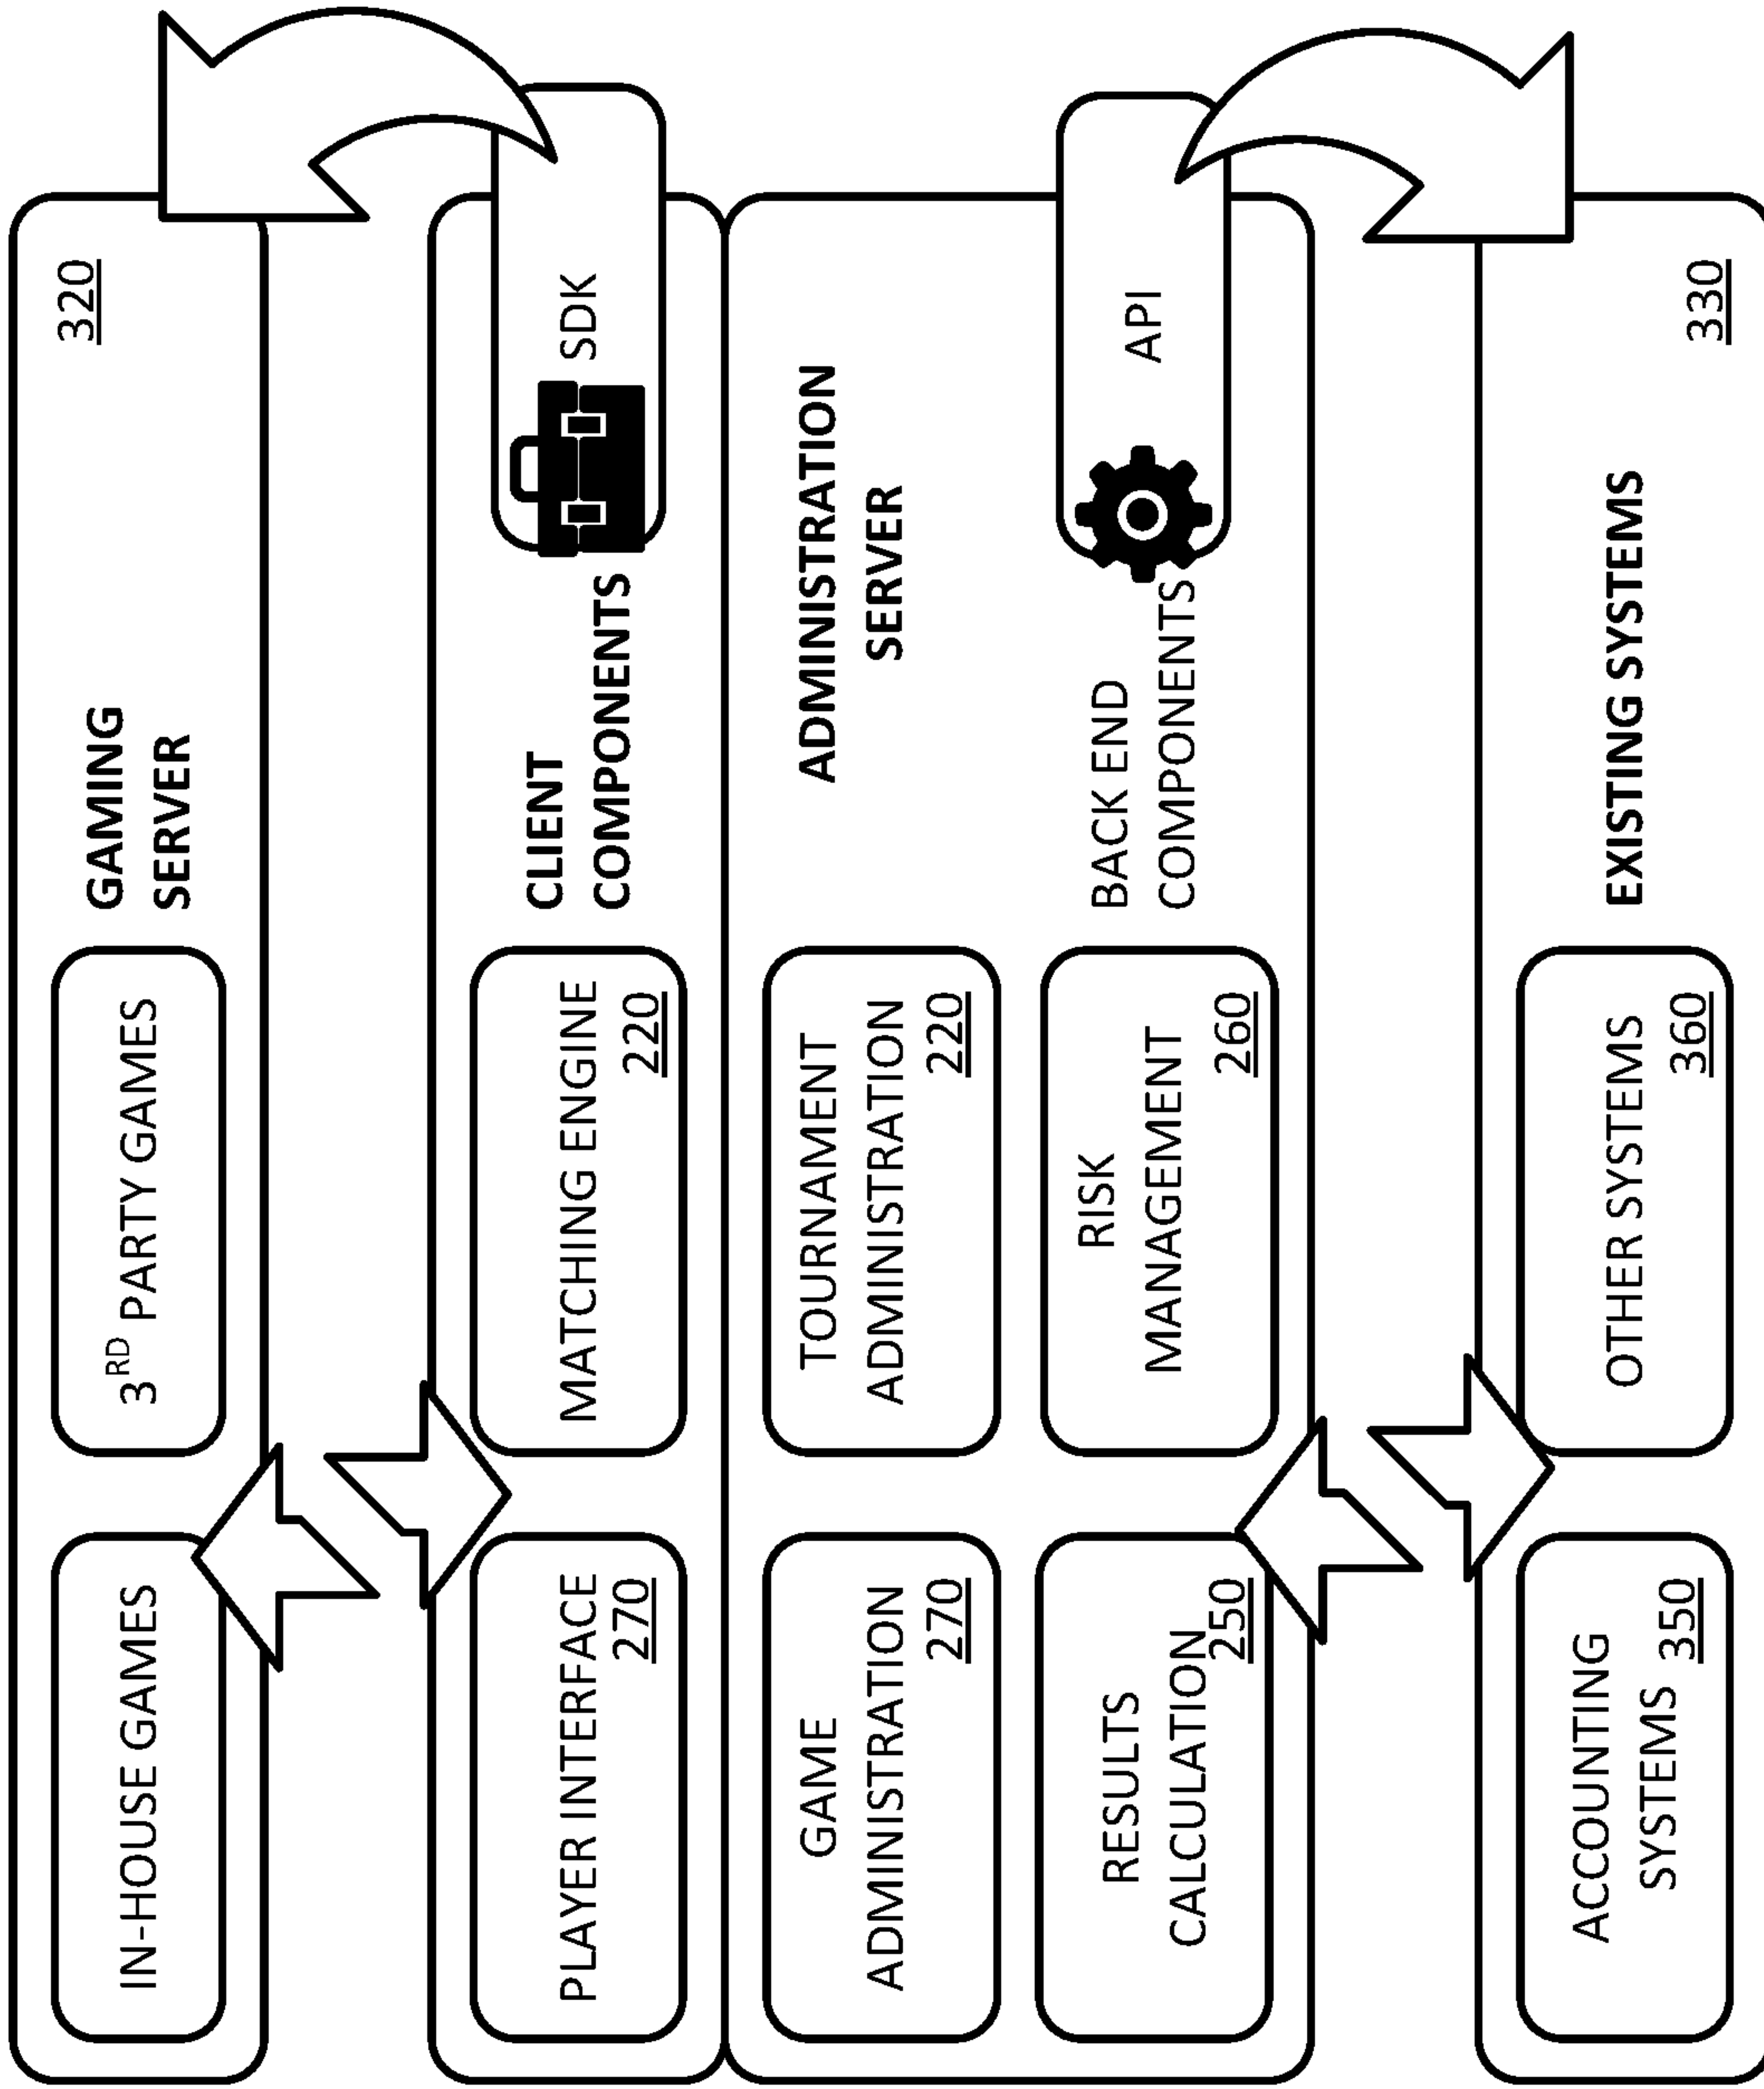 IN-HOUSE GAMES
3RD PARTY GAMES
GAMING
SERVER
320
PLAYER INTERFACE
270
MATCHING ENGINE
220
CLIENT
COMPONENTS
SDK
GAME
ADMINISTRATION
270
TOURNAMENT
ADMINISTRATION
220
ADMINISTRATION
SERVER
RESULTS
CALCULATION
250
RISK
MANAGEMENT
260
BACK END
COMPONENTS
API
ACCOUNTING
SYSTEMS 350
OTHER SYSTEMS
360
EXISTING SYSTEMS
330